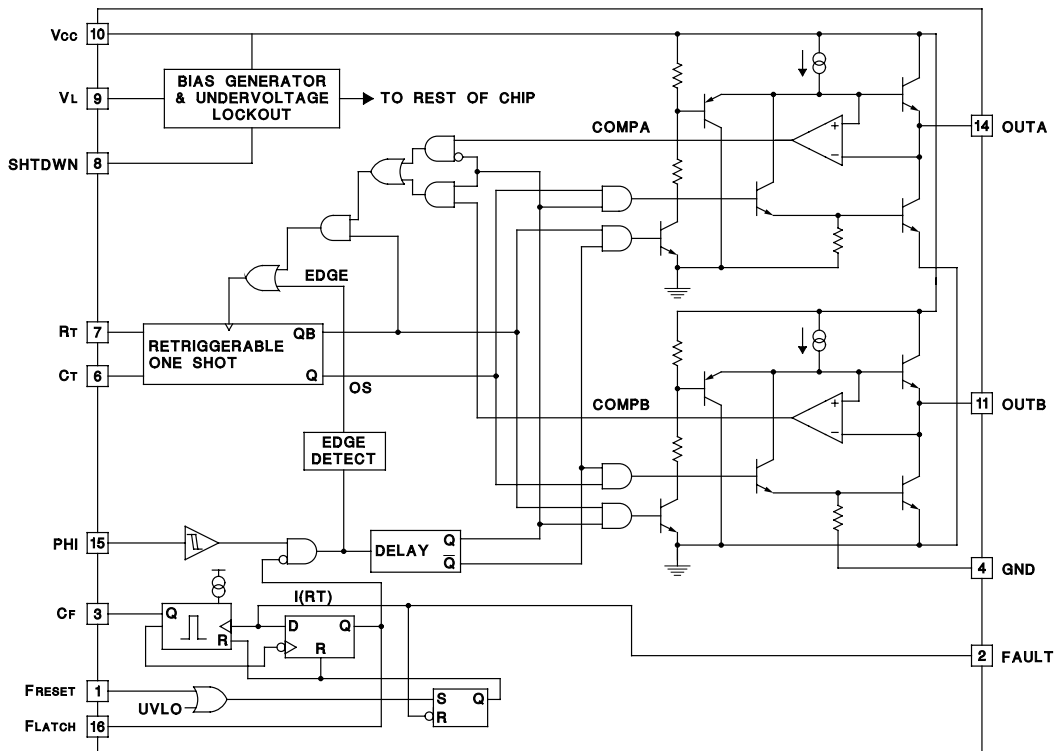 VCC 10
BIAS GENERATOR
& UNDERVOLTAGE
LOCKOUT
TO REST OF CHIP
VL 9
SHTDWN 8
COMPA
+
−
14 OUTA
EDGE
RT 7
RETRIGGERABLE
ONE SHOT
QB
Q
CT 6
OS
COMPB
+
−
11 OUTB
EDGE
DETECT
PHI 15
DELAY
Q
Q̅
4 GND
I(RT)
CF 3
Q
R
D
Q
R
2 FAULT
FRESET 1
UVLO
S
Q
R
FLATCH 16